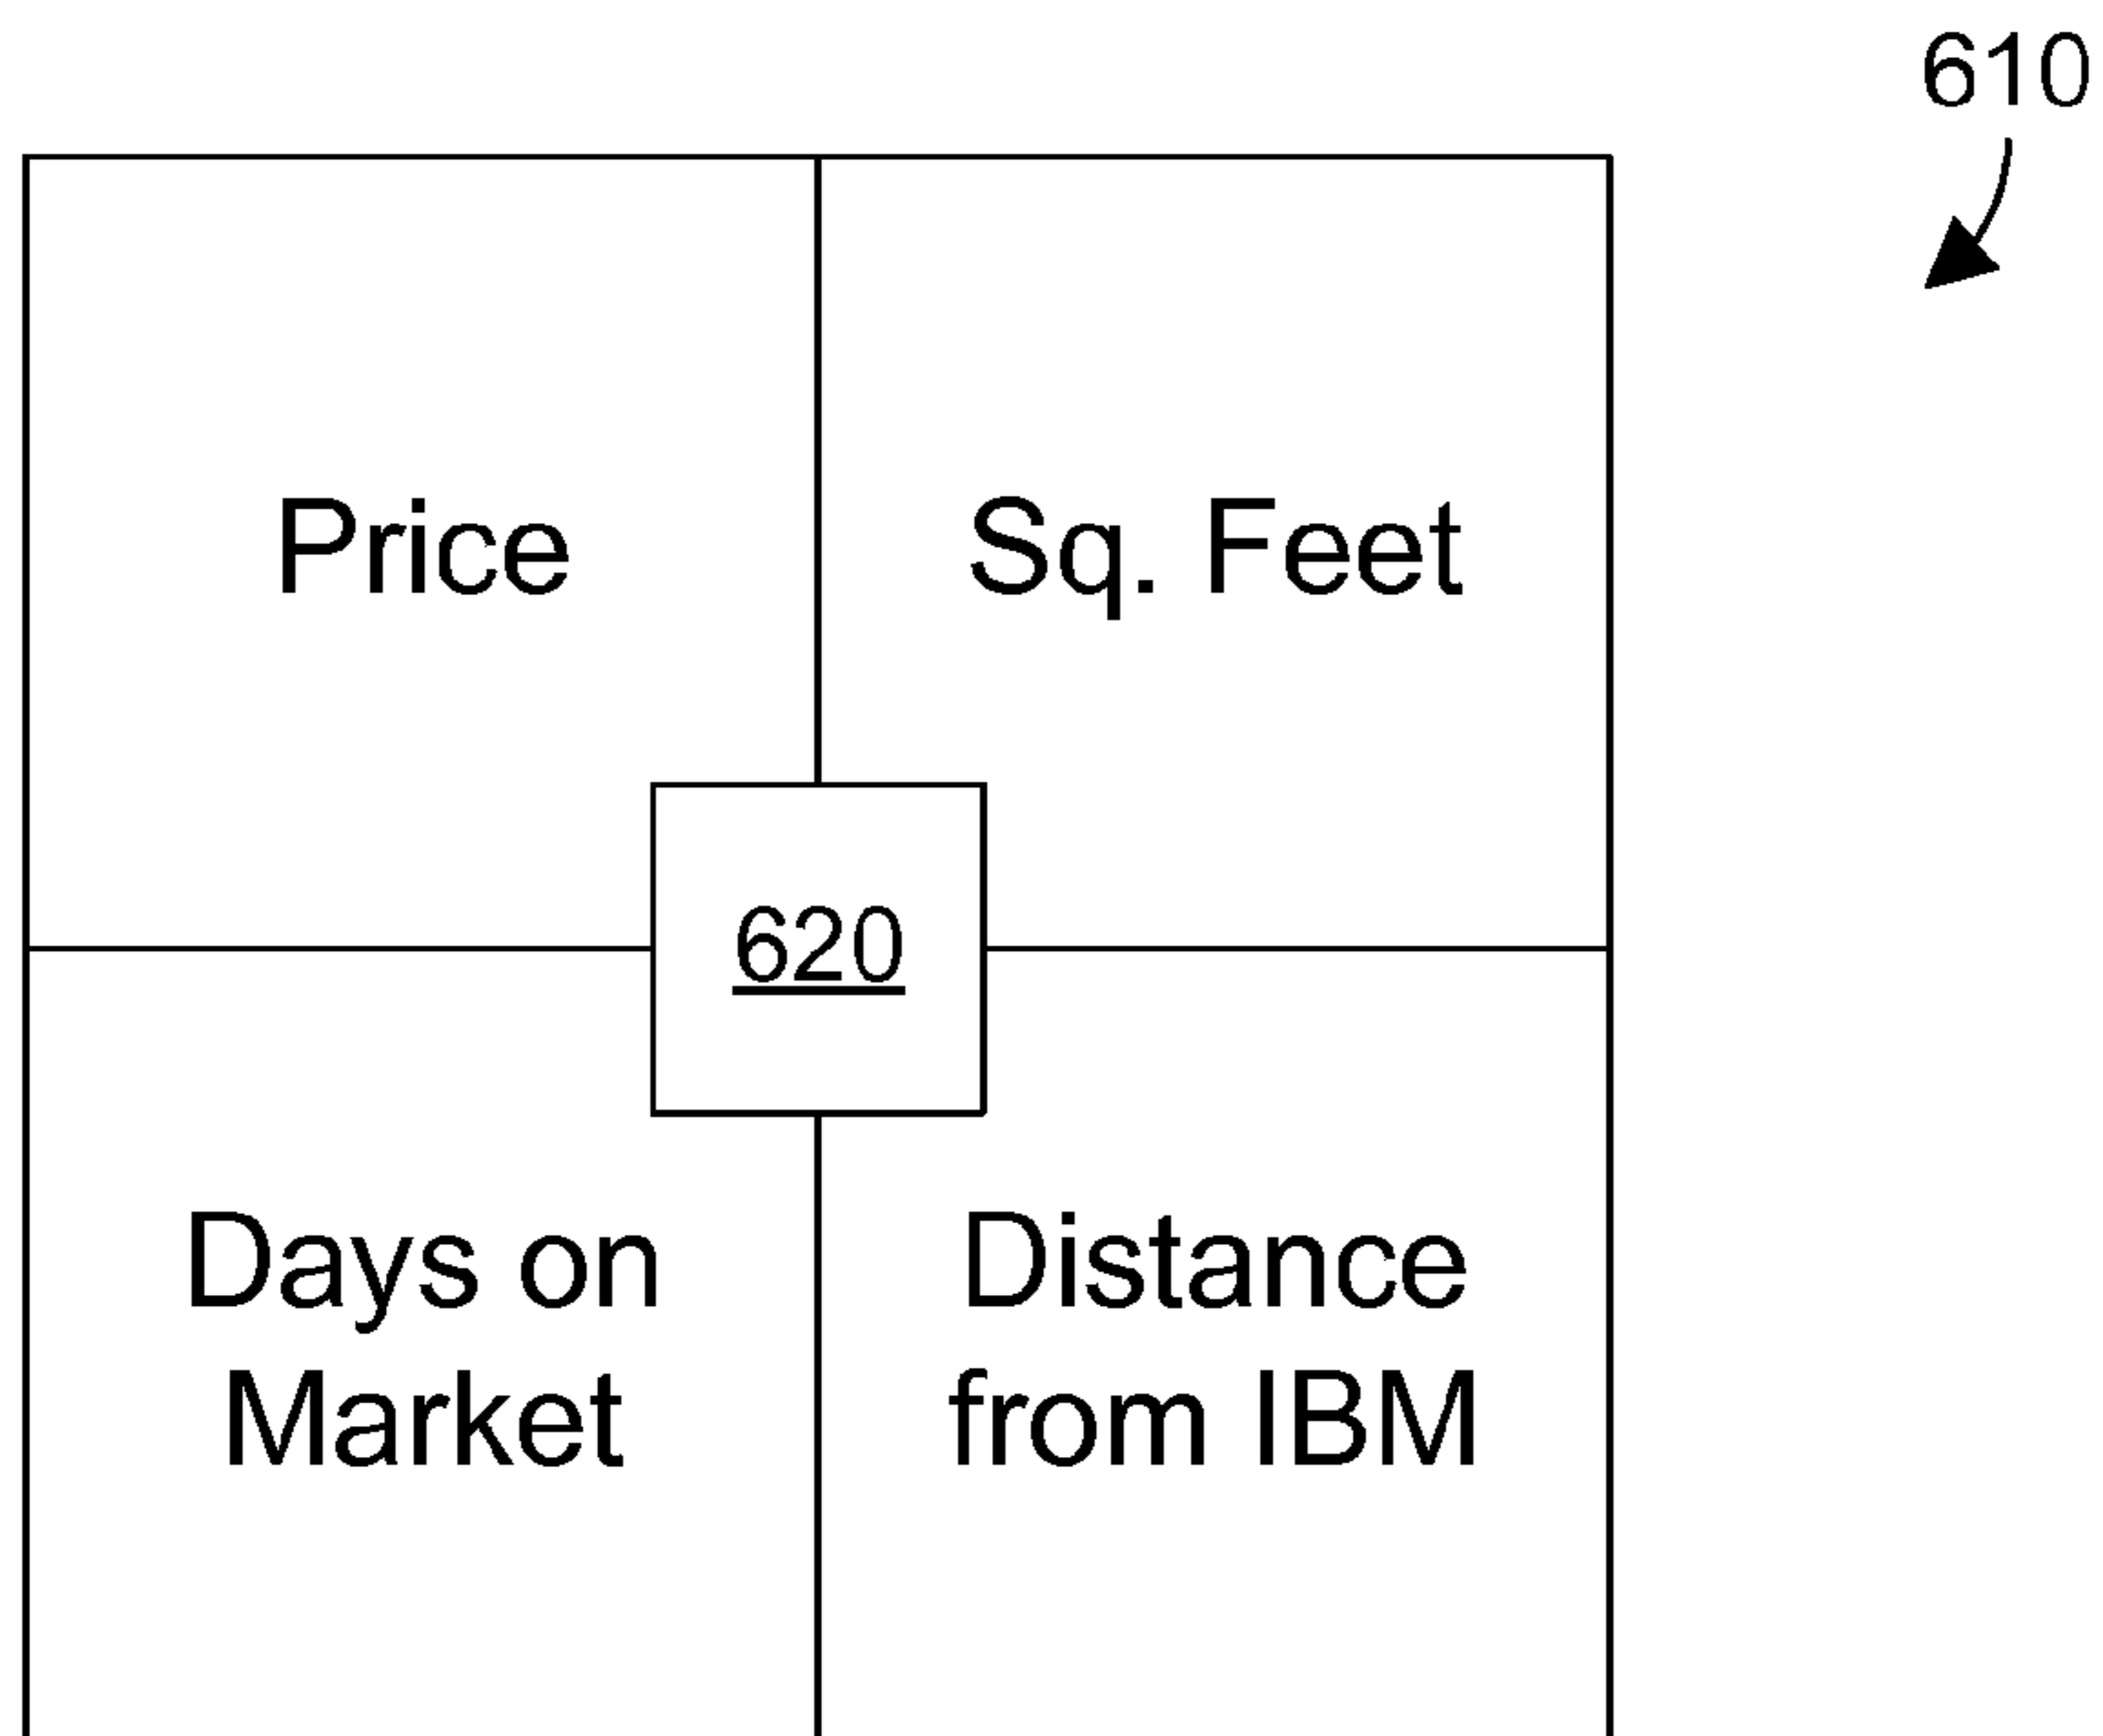 610
Price
Sq. Feet
620
Days on
Market
Distance
from IBM